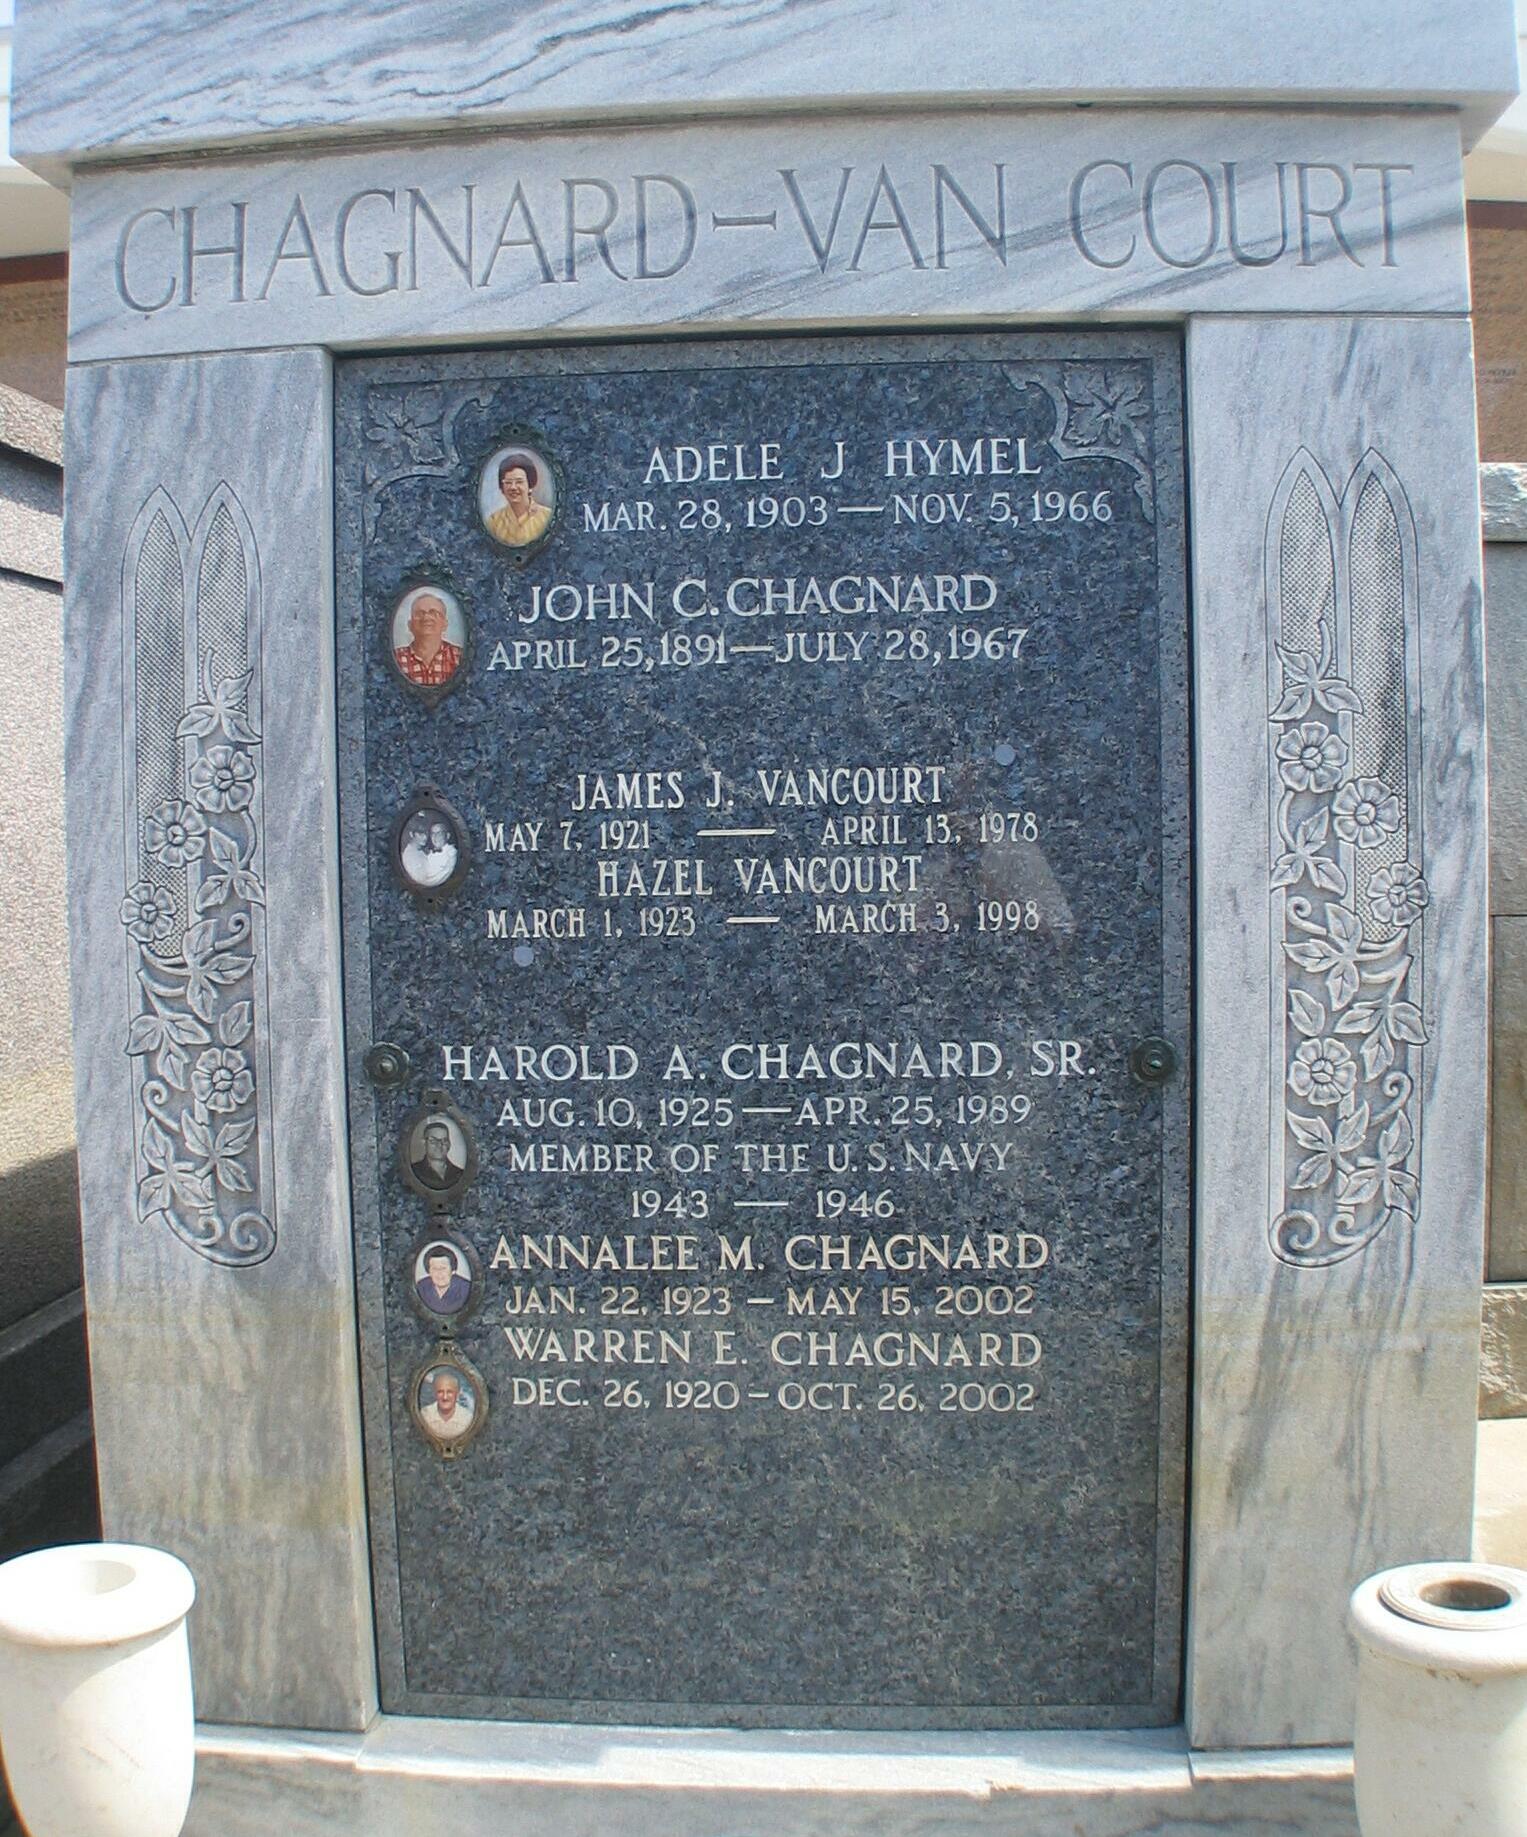 CHAGNARD-VAN COURT
ADELE J HYMEL
MAR. 28, 1903 — NOV. 5, 1966
JOHN C. CHAGNARD
APRIL 25, 1891 — JULY 28, 1967
JAMES J. VANCOURT
MAY 7, 1921 — APRIL 13, 1978
HAZEL VANCOURT
MARCH 1, 1923 — MARCH 3, 1998
HAROLD A. CHAGNARD, SR.
AUG. 10, 1925 — APR. 25, 1989
MEMBER OF THE U.S. NAVY
1943 — 1946
ANNALEE M. CHAGNARD
JAN. 22, 1923 – MAY 15, 2002
WARREN E. CHAGNARD
DEC. 26, 1920 – OCT. 26, 2002